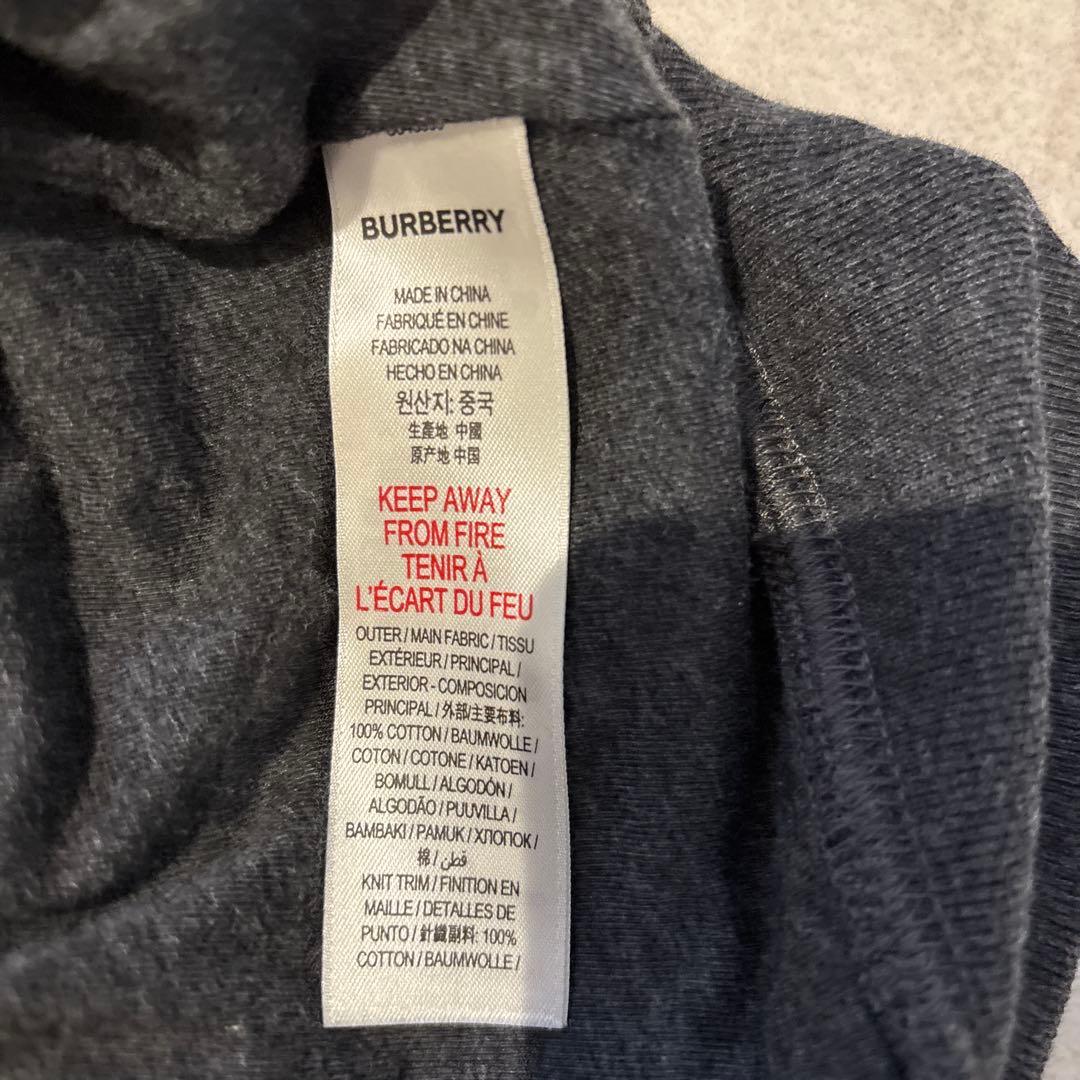 BURBERRY
MADE IN CHINA
FABRIQUÉ EN CHINE
FABRICADO NA CHINA
HECHO EN CHINA
원산지: 중국
生產地 中國
原产地 中国
KEEP AWAY
FROM FIRE
TENIR À
L'ÉCART DU FEU
OUTER / MAIN FABRIC / TISSU
EXTÉRIEUR / PRINCIPAL /
EXTERIOR - COMPOSICION
PRINCIPAL / 外部/主要布料:
100% COTTON / BAUMWOLLE /
COTON / COTONE / KATOEN /
BOMULL / ALGODÓN /
ALGODÃO / PUUVILLA /
BAMBAKI / PAMUK / ХЛОПОК /
棉 / قطن
KNIT TRIM / FINITION EN
MAILLE / DETALLES DE
PUNTO / 針織副料: 100%
COTTON / BAUMWOLLE /